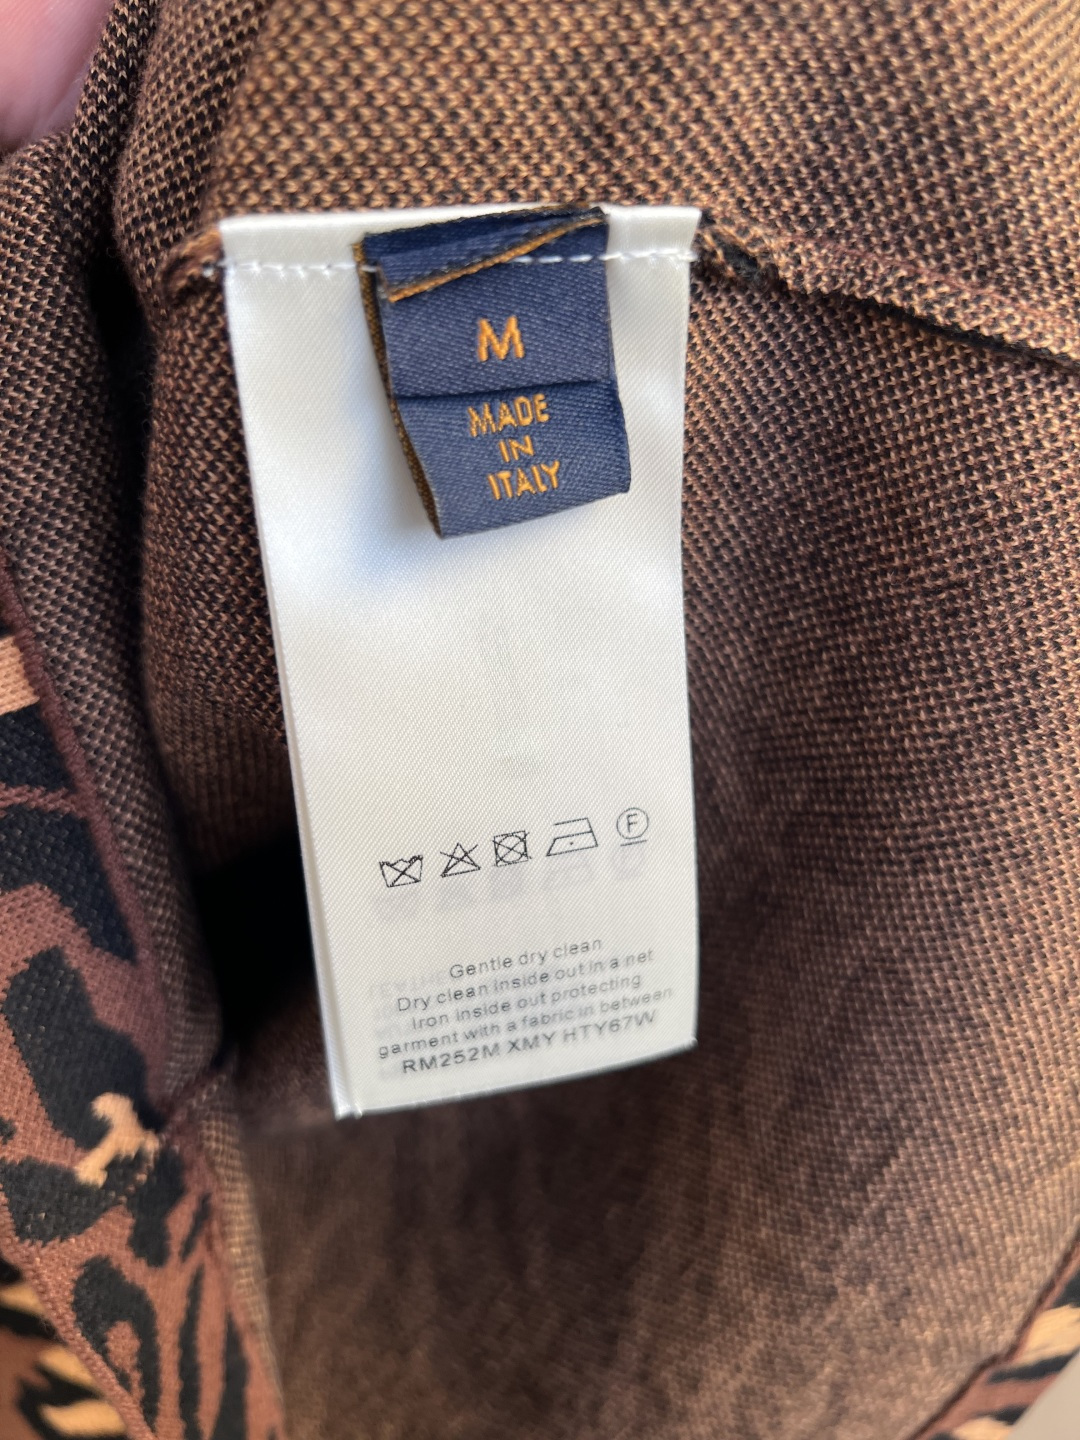 M
MADE
IN
ITALY
F
Gentle dry clean
Dry clean inside out in a net
Iron inside out protecting
garment with a fabric in between
RM252M XMY HTY67W